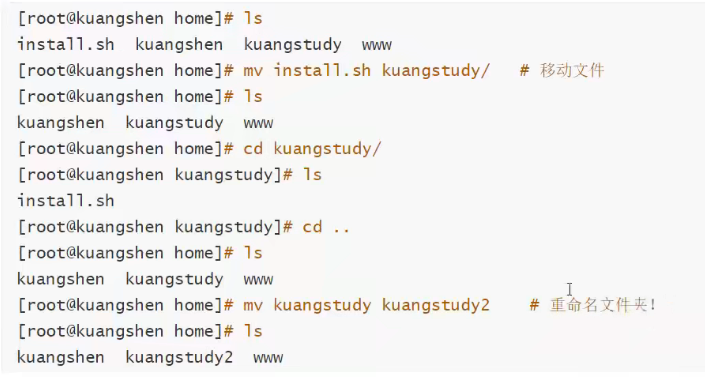 [root@kuangshen home]# ls
install.sh  kuangshen  kuangstudy  www
[root@kuangshen home]# mv install.sh kuangstudy/   # 移动文件
[root@kuangshen home]# ls
kuangshen  kuangstudy  www
[root@kuangshen home]# cd kuangstudy/
[root@kuangshen kuangstudy]# ls
install.sh
[root@kuangshen kuangstudy]# cd ..
[root@kuangshen home]# ls
kuangshen  kuangstudy  www
[root@kuangshen home]# mv kuangstudy kuangstudy2    # 重命名文件夹！
[root@kuangshen home]# ls
kuangshen  kuangstudy2  www